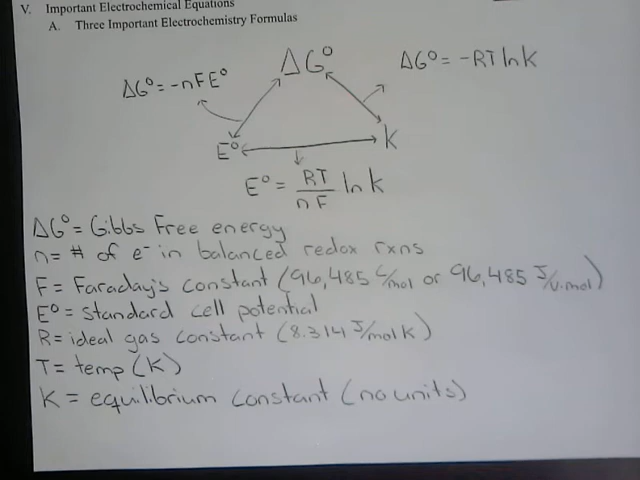 V. Important Electrochemical Equations
A. Three Important Electrochemistry Formulas
ΔG° = -nFE°
ΔG°
ΔG° = -RT ln K
E°
K
E° = RT/nF ln K
ΔG° = Gibbs Free energy
n = # of e⁻ in balanced redox rxns
F = Faraday's constant (96,485 C/mol or 96,485 J/V·mol)
E° = Standard cell potential
R = ideal gas constant (8.314 J/mol K)
T = temp (K)
K = equilibrium constant (no units)